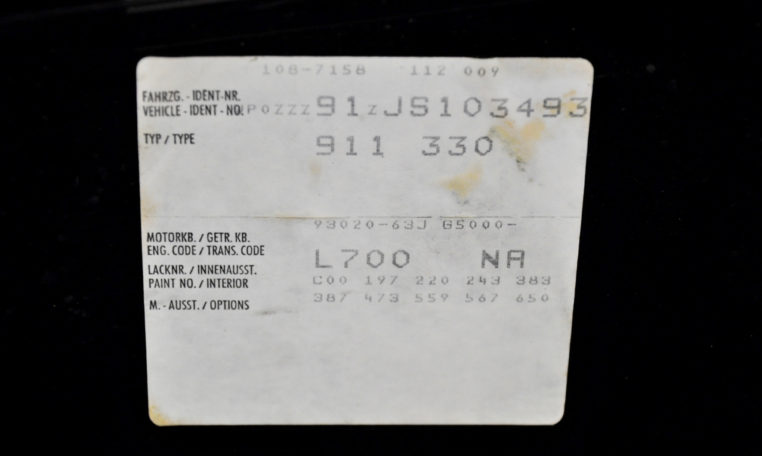 108-7158 112 009
FAHRZG. - IDENT-NR.
VEHICLE - IDENT - NO. P0ZZZ91ZJS103493
TYP / TYPE 911 330
93020-63J G5000-
MOTORKB. / GETR. KB.
ENG. CODE / TRANS. CODE
L700 NA
LACKNR. / INNENAUSST.
PAINT NO. / INTERIOR C00 197 220 243 383
M. - AUSST. / OPTIONS 387 473 559 567 650